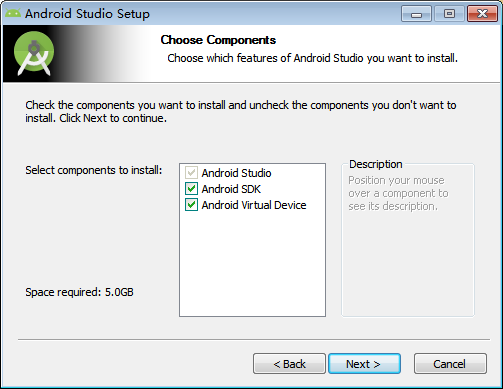 Android Studio Setup
Choose Components
Choose which features of Android Studio you want to install.
Check the components you want to install and uncheck the components you don't want to
install. Click Next to continue.
Select components to install:
Android Studio
Android SDK
Android Virtual Device
Description
Position your mouse
over a component to
see its description.
Space required: 5.0GB
< Back
Next >
Cancel